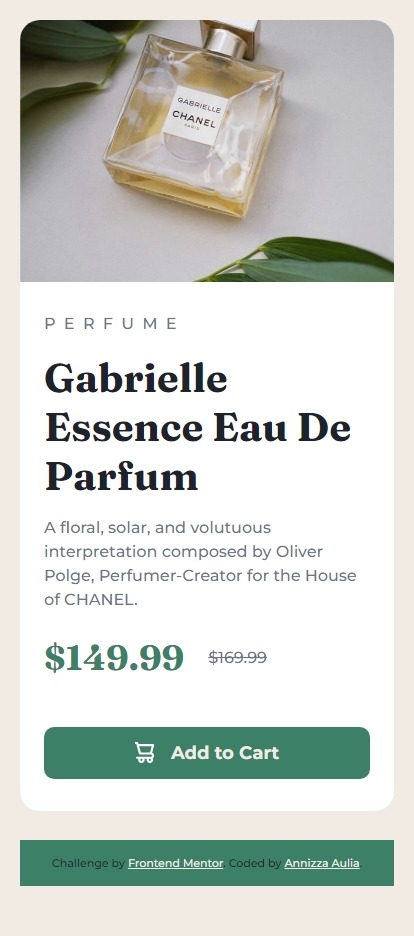 GABRIELLE
CHANEL
PARIS
PERFUME
Gabrielle
Essence Eau De
Parfum
A floral, solar, and volutuous
interpretation composed by Oliver
Polge, Perfumer-Creator for the House
of CHANEL.
$149.99 $169.99
Add to Cart
Challenge by Frontend Mentor. Coded by Annizza Aulia